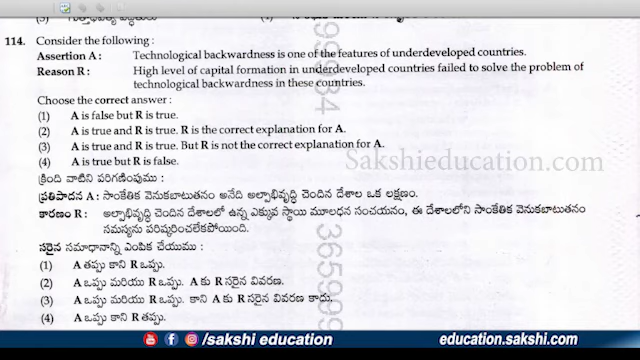 114. Consider the following :
Assertion A : Technological backwardness is one of the features of underdeveloped countries.
Reason R : High level of capital formation in underdeveloped countries failed to solve the problem of
technological backwardness in these countries.
Choose the correct answer :
(1) A is false but R is true.
(2) A is true and R is true. R is the correct explanation for A.
(3) A is true and R is true. But R is not the correct explanation for A.
(4) A is true but R is false.
Sakshieducation.com
క్రింది వాటిని పరిగణింపుము :
ప్రతిపాదన A : సాంకేతిక వెనుకబాటుతనం అనేది అల్పాభివృద్ధి చెందిన దేశాల ఒక లక్షణం.
కారణం R : అల్పాభివృద్ధి చెందిన దేశాలలో ఉన్న ఎక్కువ స్థాయి మూలధన సంచయనం, ఈ దేశాలలోని సాంకేతిక వెనుకబాటుతనం
సమస్యను పరిష్కరించలేకపోయింది.
సరైన సమాధానాన్ని ఎంపిక చేయుము :
(1) A తప్పు కాని R ఒప్పు.
(2) A ఒప్పు మరియు R ఒప్పు. A కు R సరైన వివరణ.
(3) A ఒప్పు మరియు R ఒప్పు. కాని A కు R సరైన వివరణ కాదు.
(4) A ఒప్పు కాని R తప్పు.
/sakshi education education.sakshi.com